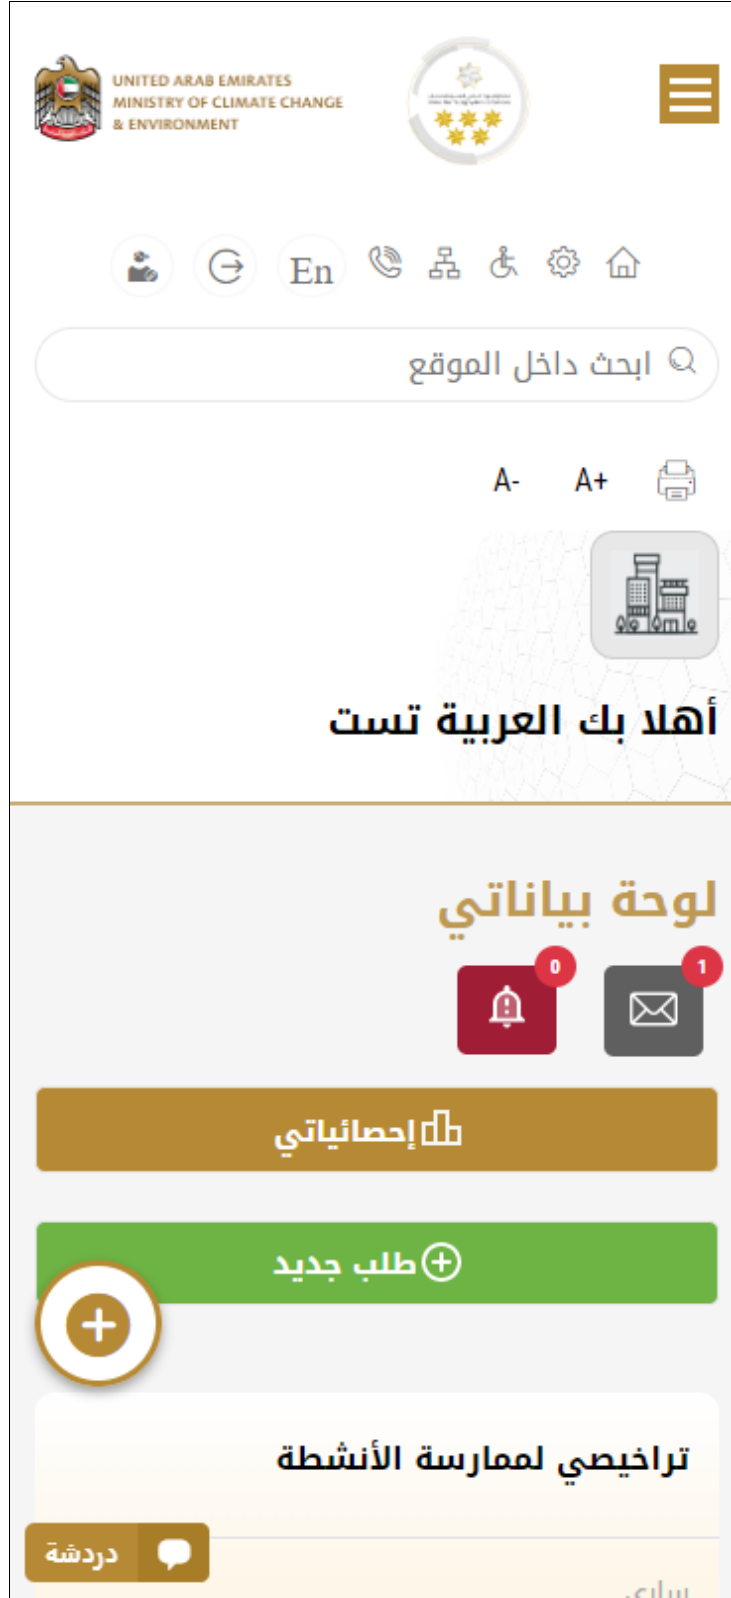 UNITED ARAB EMIRATES
MINISTRY OF CLIMATE CHANGE
& ENVIRONMENT
En
ابحث داخل الموقع
A- A+
أهلا بك العربية تست
لوحة بياناتي
0 1
إحصائياتي
طلب جديد
تراخيصي لممارسة الأنشطة
دردشة
ساري